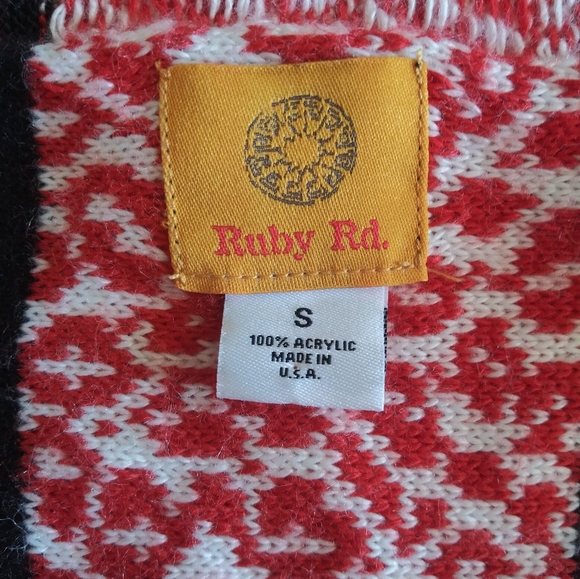 Ruby Rd.
S
100% ACRYLIC
MADE IN
U.S.A.